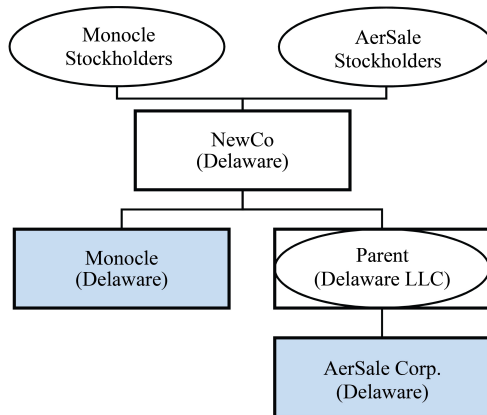 Monocle
Stockholders
AerSale
Stockholders
NewCo
(Delaware)
Monocle
(Delaware)
Parent
(Delaware LLC)
AerSale Corp.
(Delaware)